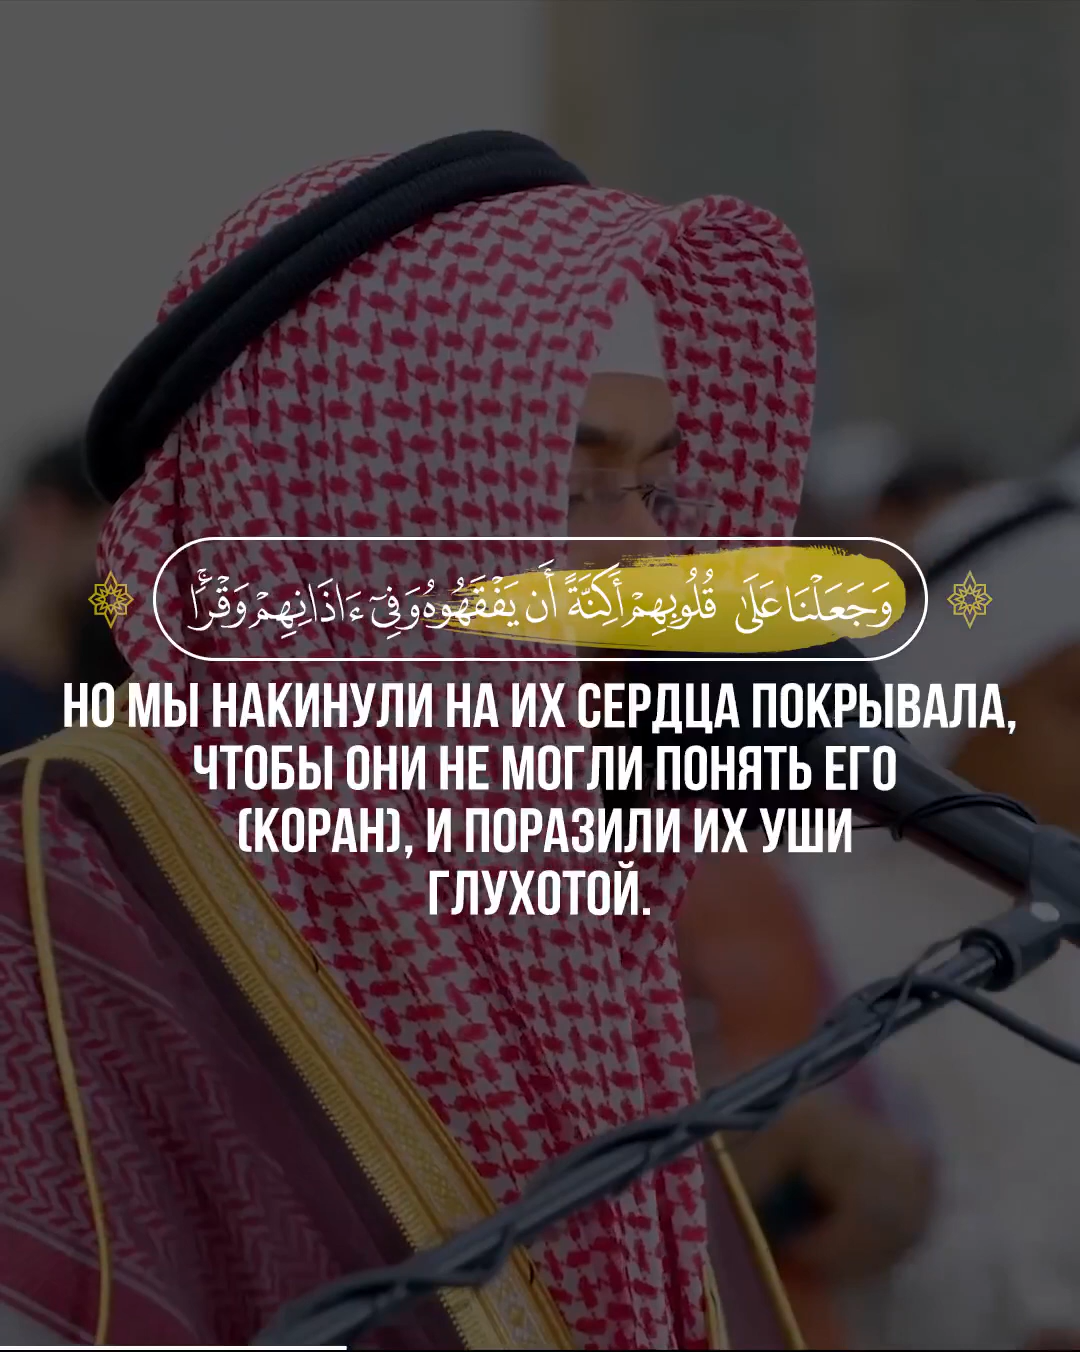 وَجَعَلْنَا عَلَىٰ قُلُوبِهِمْ أَكِنَّةً أَن يَفْقَهُوهُ وَفِيٓ ءَاذَانِهِمْ وَقْرًاۚ
НО МЫ НАКИНУЛИ НА ИХ СЕРДЦА ПОКРЫВАЛА,
ЧТОБЫ ОНИ НЕ МОГЛИ ПОНЯТЬ ЕГО
(КОРАН), И ПОРАЗИЛИ ИХ УШИ
ГЛУХОТОЙ.